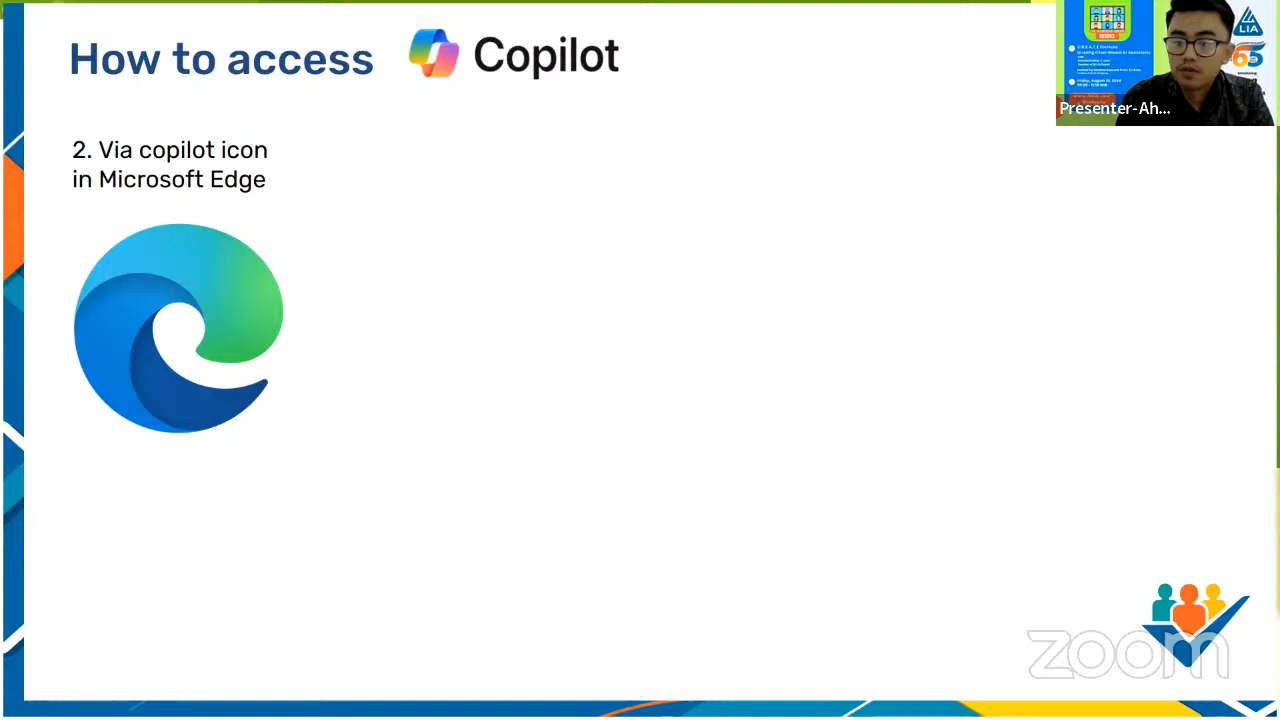 How to access
Copilot
2. Via copilot icon
in Microsoft Edge
LIA
Presenter-Ah...
zoom